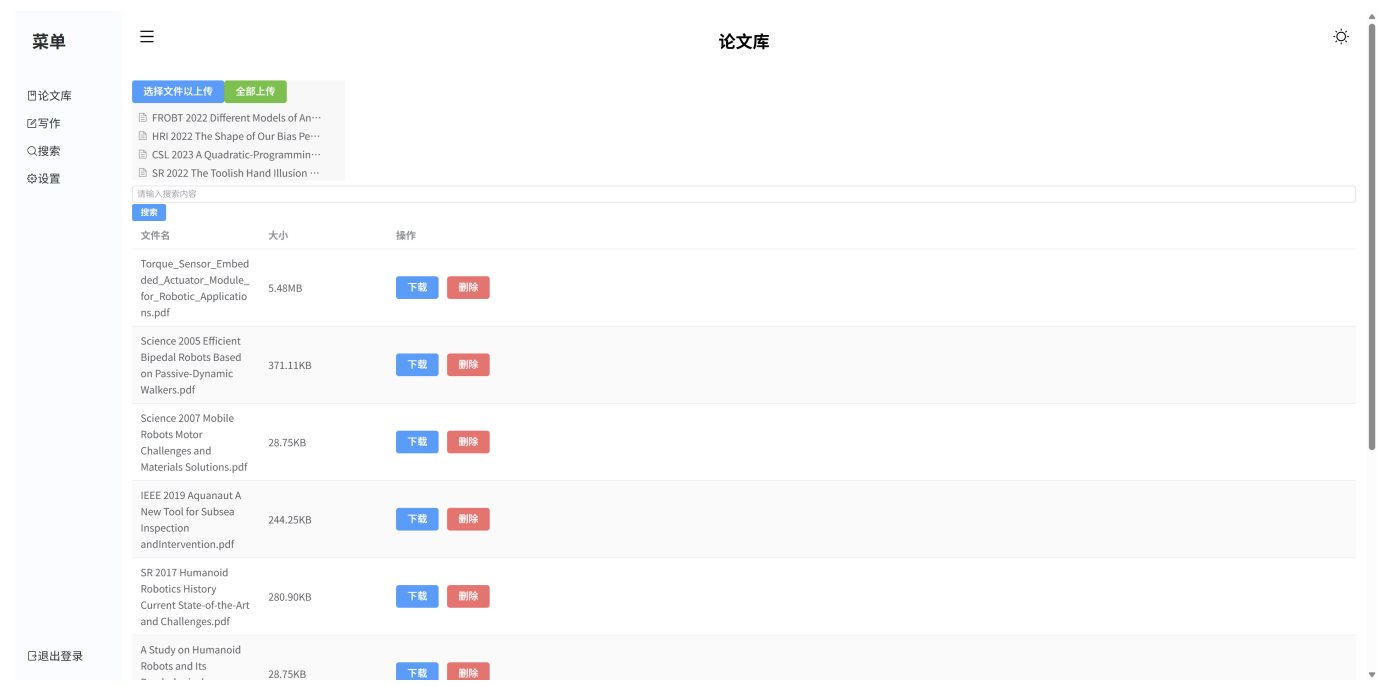 菜单
论文库
写作
搜索
设置
退出登录
论文库
选择文件以上传 全部上传
FROBT 2022 Different Models of An···
HRI 2022 The Shape of Our Bias Pe···
CSL 2023 A Quadratic-Programmin···
SR 2022 The Toolish Hand Illusion ···
请输入搜索内容
搜索
文件名 大小 操作
Torque_Sensor_Embed
ded_Actuator_Module_
for_Robotic_Applicatio
ns.pdf
5.48MB 下载 删除
Science 2005 Efficient
Bipedal Robots Based
on Passive-Dynamic
Walkers.pdf
371.11KB 下载 删除
Science 2007 Mobile
Robots Motor
Challenges and
Materials Solutions.pdf
28.75KB 下载 删除
IEEE 2019 Aquanaut A
New Tool for Subsea
Inspection
andIntervention.pdf
244.25KB 下载 删除
SR 2017 Humanoid
Robotics History
Current State-of-the-Art
and Challenges.pdf
280.90KB 下载 删除
A Study on Humanoid
Robots and Its
28.75KB 下载 删除